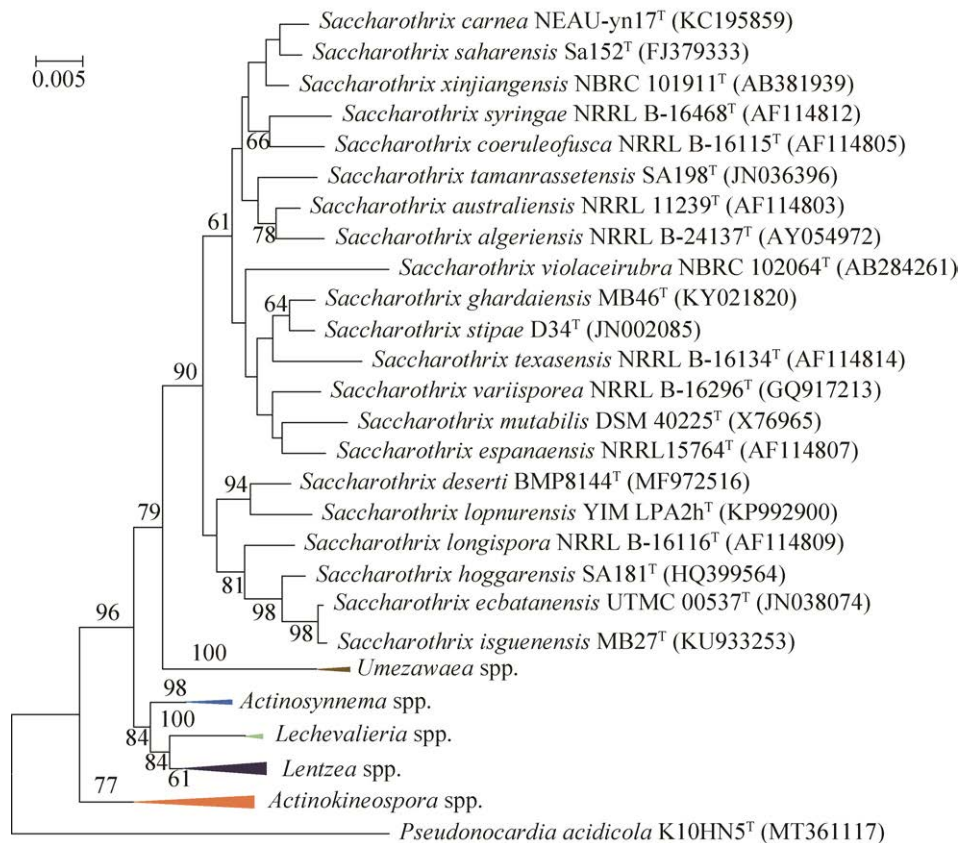 Saccharothrix carnea NEAU-yn17ᵀ (KC195859)
0.005
Saccharothrix saharensis Sa152ᵀ (FJ379333)
Saccharothrix xinjiangensis NBRC 101911ᵀ (AB381939)
Saccharothrix syringae NRRL B-16468ᵀ (AF114812)
66
Saccharothrix coeruleofusca NRRL B-16115ᵀ (AF114805)
Saccharothrix tamanrassetensis SA198ᵀ (JN036396)
61
Saccharothrix australiensis NRRL 11239ᵀ (AF114803)
78
Saccharothrix algeriensis NRRL B-24137ᵀ (AY054972)
Saccharothrix violaceirubra NBRC 102064ᵀ (AB284261)
64
Saccharothrix ghardaiensis MB46ᵀ (KY021820)
Saccharothrix stipae D34ᵀ (JN002085)
Saccharothrix texasensis NRRL B-16134ᵀ (AF114814)
90
Saccharothrix variisporea NRRL B-16296ᵀ (GQ917213)
Saccharothrix mutabilis DSM 40225ᵀ (X76965)
Saccharothrix espanaensis NRRL15764ᵀ (AF114807)
94
Saccharothrix deserti BMP8144ᵀ (MF972516)
Saccharothrix lopnurensis YIM LPA2hᵀ (KP992900)
79
Saccharothrix longispora NRRL B-16116ᵀ (AF114809)
81
Saccharothrix hoggarensis SA181ᵀ (HQ399564)
98
Saccharothrix ecbatanensis UTMC 00537ᵀ (JN038074)
96
98
Saccharothrix isguenensis MB27ᵀ (KU933253)
100
Umezawaea spp.
98
Actinosynnema spp.
100
84
Lechevalieria spp.
84
61
Lentzea spp.
77
Actinokineospora spp.
Pseudonocardia acidicola K10HN5ᵀ (MT361117)